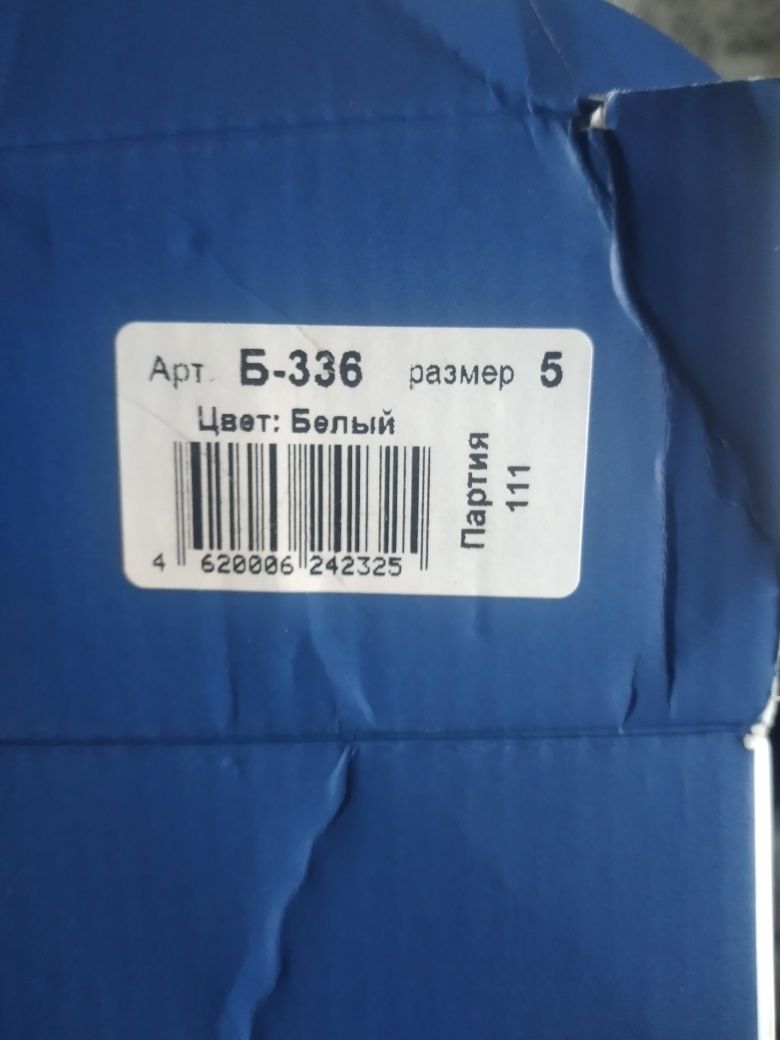 Арт. Б-336 размер 5
Цвет: Белый
Партия
111
4 620006 242325